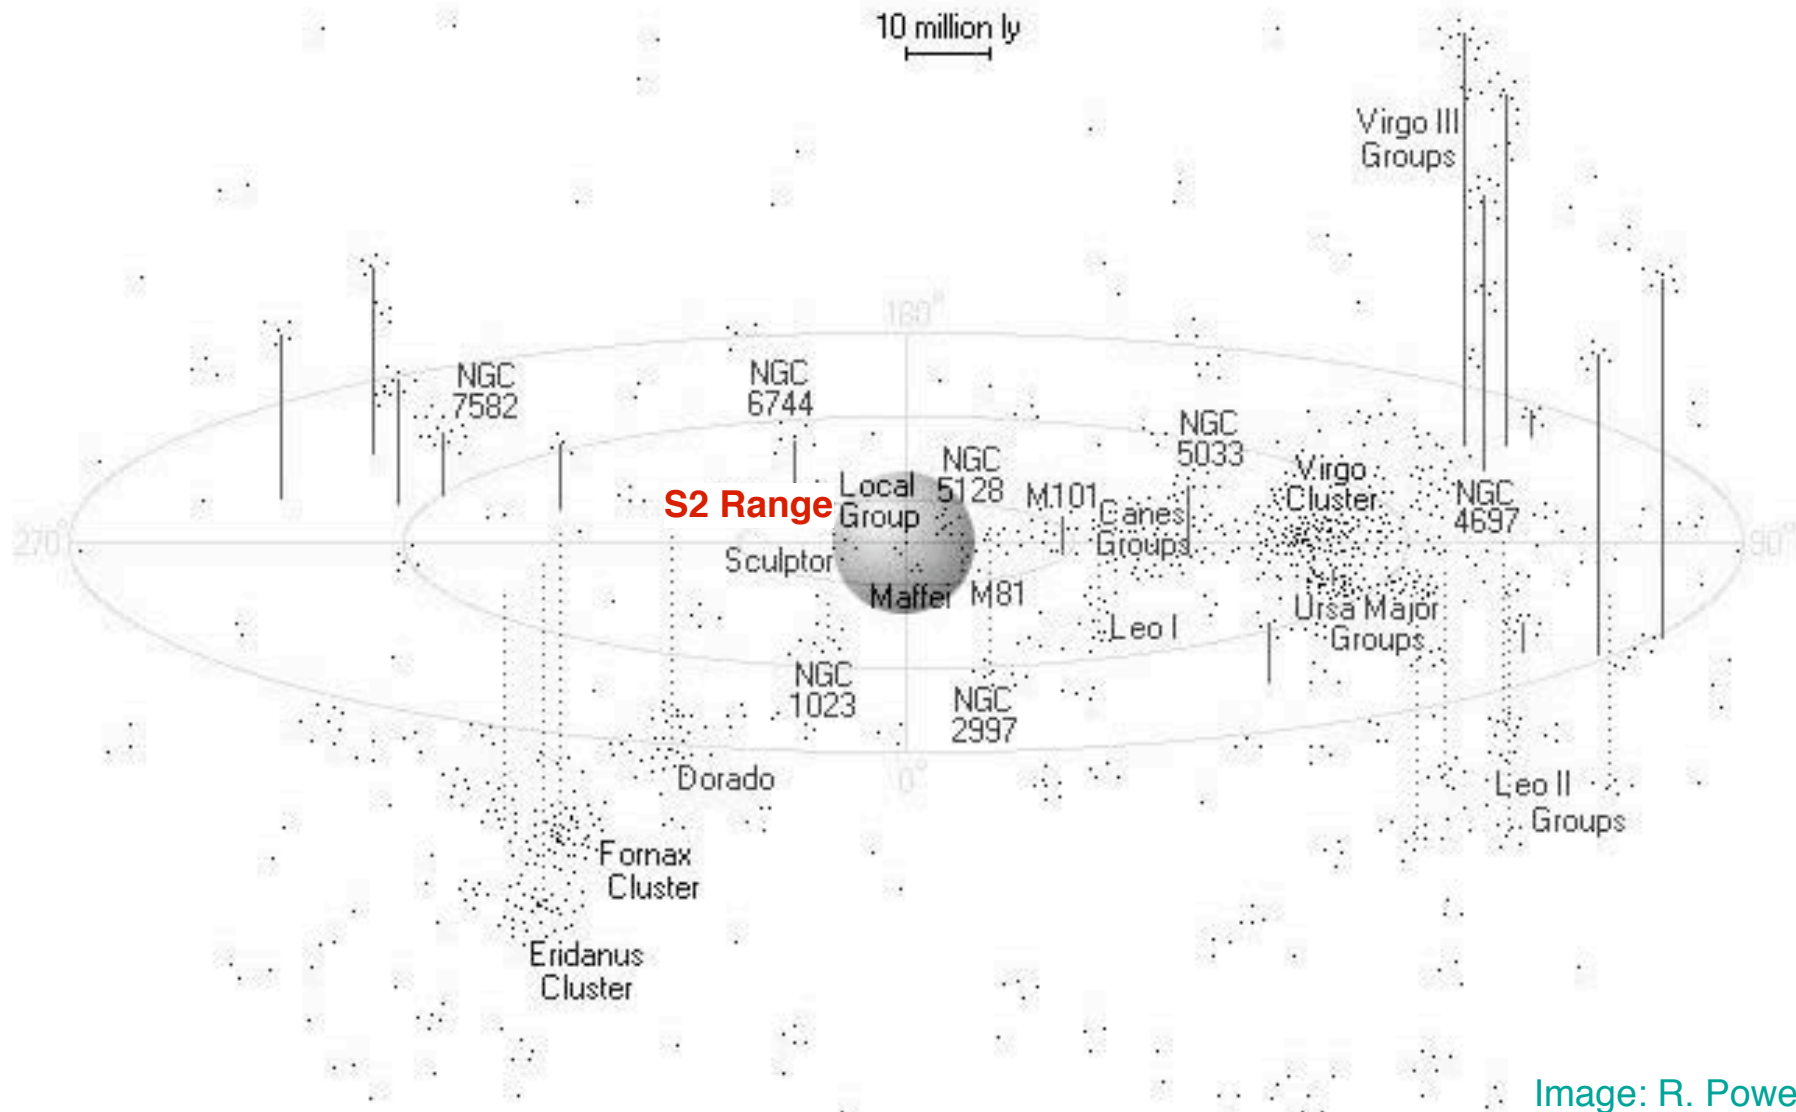 10 million ly
Virgo III
Groups
180°
NGC
7582
NGC
6744
NGC
5033
NGC
5128
Local
Group
S2 Range
M101
Canes
Groups
Virgo
Cluster
NGC
4697
270°
90°
Sculptor
Maffei
M81
Leo I
Ursa Major
Groups
NGC
1023
NGC
2997
0°
Dorado
Leo II
Groups
Fornax
Cluster
Eridanus
Cluster
Image: R. Powe